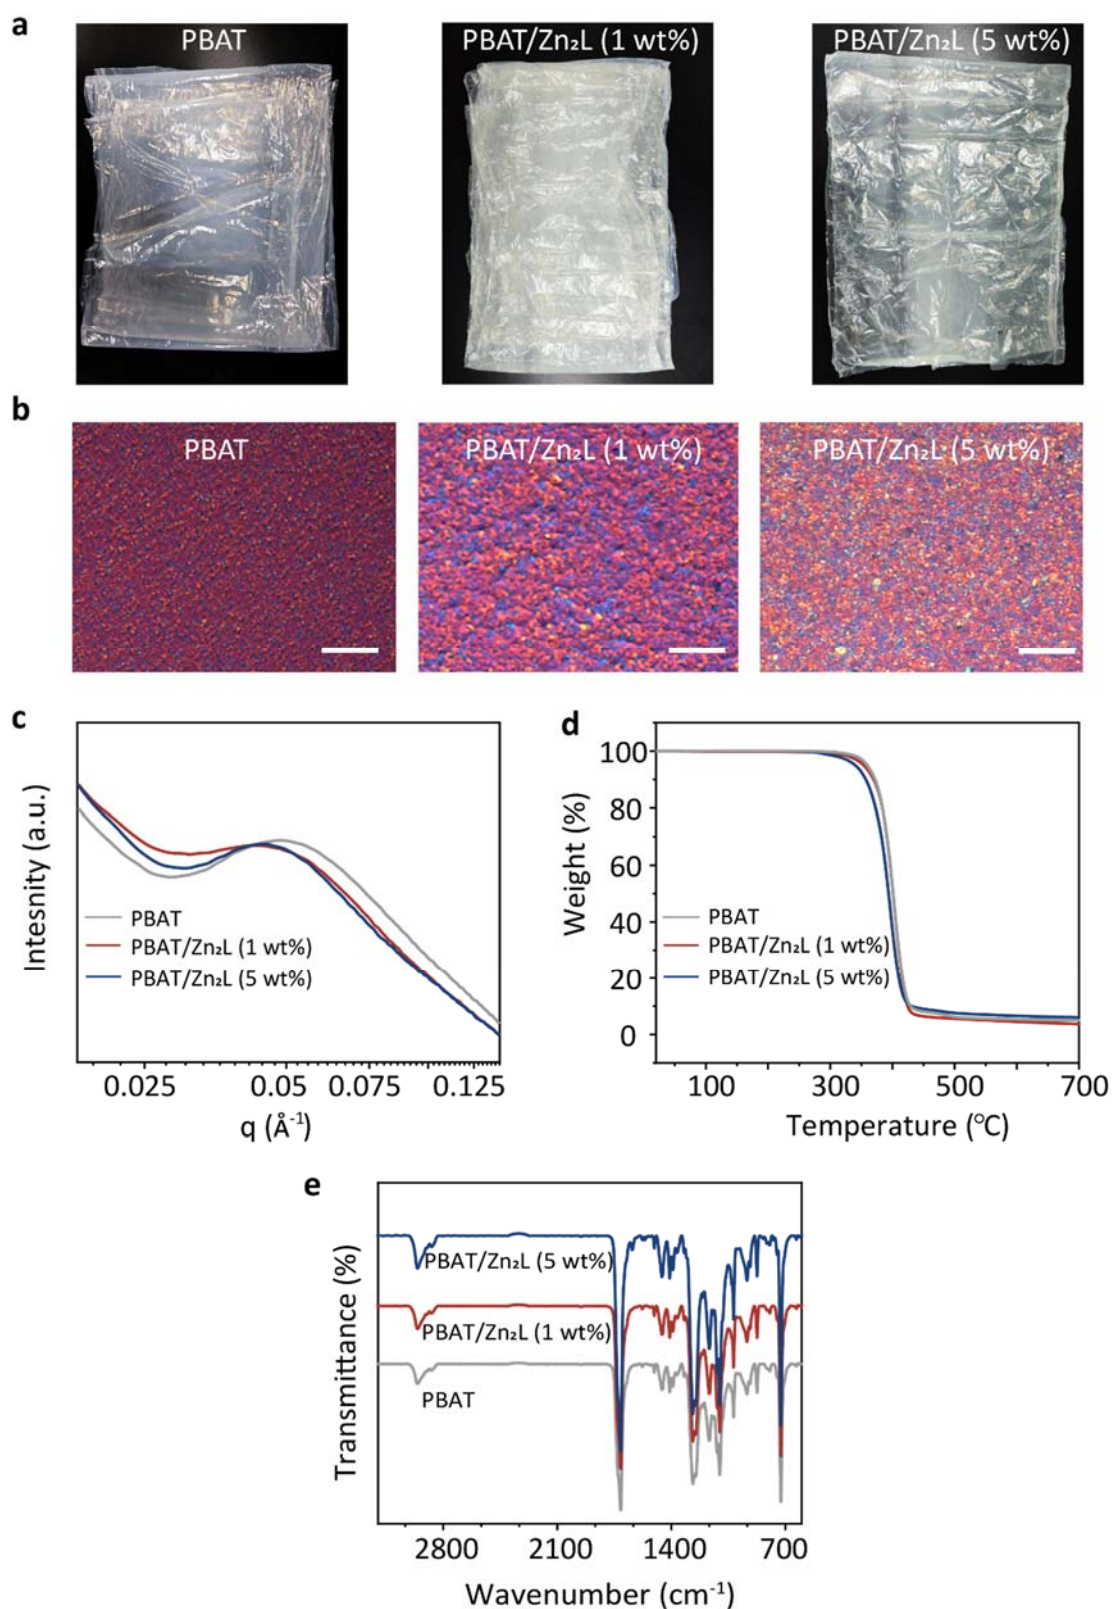 a
PBAT
PBAT/Zn₂L (1 wt%)
PBAT/Zn₂L (5 wt%)
b
PBAT
PBAT/Zn₂L (1 wt%)
PBAT/Zn₂L (5 wt%)
c
Intesnity (a.u.)
PBAT
PBAT/Zn₂L (1 wt%)
PBAT/Zn₂L (5 wt%)
0.025 0.05 0.075 0.125
q (Å⁻¹)
d
Weight (%)
100
80
60
40
20
0
PBAT
PBAT/Zn₂L (1 wt%)
PBAT/Zn₂L (5 wt%)
100 300 500 700
Temperature (°C)
e
Transmittance (%)
PBAT/Zn₂L (5 wt%)
PBAT/Zn₂L (1 wt%)
PBAT
2800 2100 1400 700
Wavenumber (cm⁻¹)